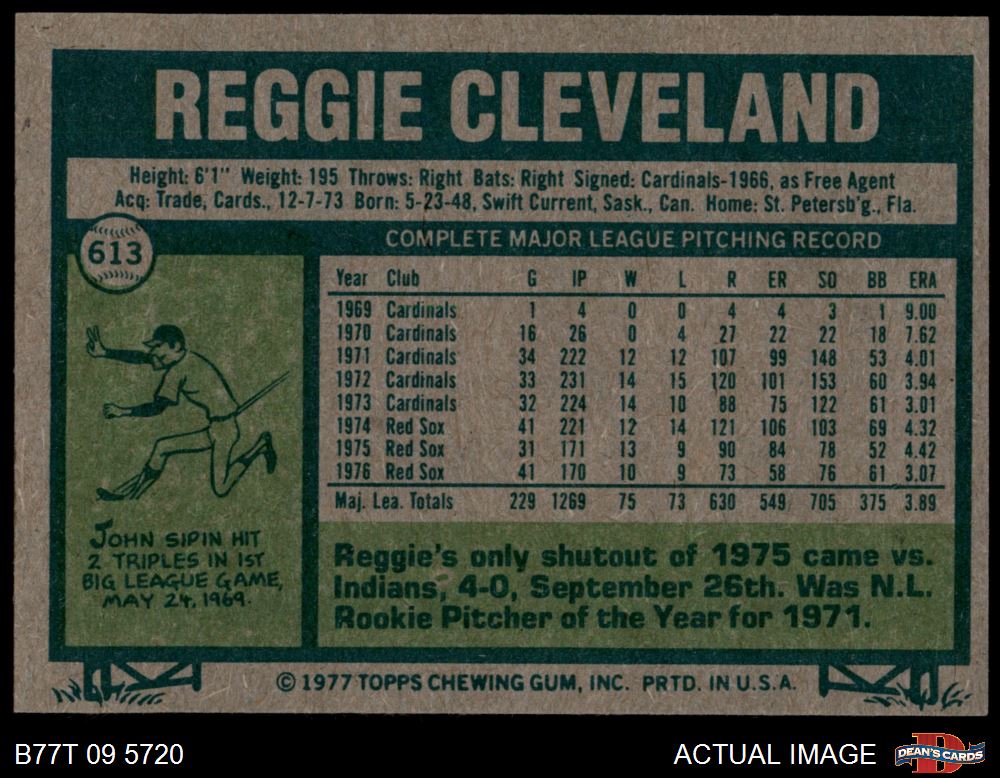 REGGIE CLEVELAND
Height: 6'1" Weight: 195 Throws: Right Bats: Right Signed: Cardinals-1966, as Free Agent
Acq: Trade, Cards., 12-7-73 Born: 5-23-48, Swift Current, Sask., Can. Home: St. Petersb'g., Fla.
613
COMPLETE MAJOR LEAGUE PITCHING RECORD
Year Club G IP W L R ER SO BB ERA
1969 Cardinals 1 4 0 0 4 4 3 1 9.00
1970 Cardinals 16 26 0 4 27 22 22 18 7.62
1971 Cardinals 34 222 12 12 107 99 148 53 4.01
1972 Cardinals 33 231 14 15 120 101 153 60 3.94
1973 Cardinals 32 224 14 10 88 75 122 61 3.01
1974 Red Sox 41 221 12 14 121 106 103 69 4.32
1975 Red Sox 31 171 13 9 90 84 78 52 4.42
1976 Red Sox 41 170 10 9 73 58 76 61 3.07
Maj. Lea. Totals 229 1269 75 73 630 549 705 375 3.89
JOHN SIPIN HIT
2 TRIPLES IN 1ST
BIG LEAGUE GAME,
MAY 24, 1969.
Reggie's only shutout of 1975 came vs.
Indians, 4-0, September 26th. Was N.L.
Rookie Pitcher of the Year for 1971.
© 1977 TOPPS CHEWING GUM, INC. PRTD. IN U.S.A.
B77T 09 5720
ACTUAL IMAGE
D
DEAN'S CARDS